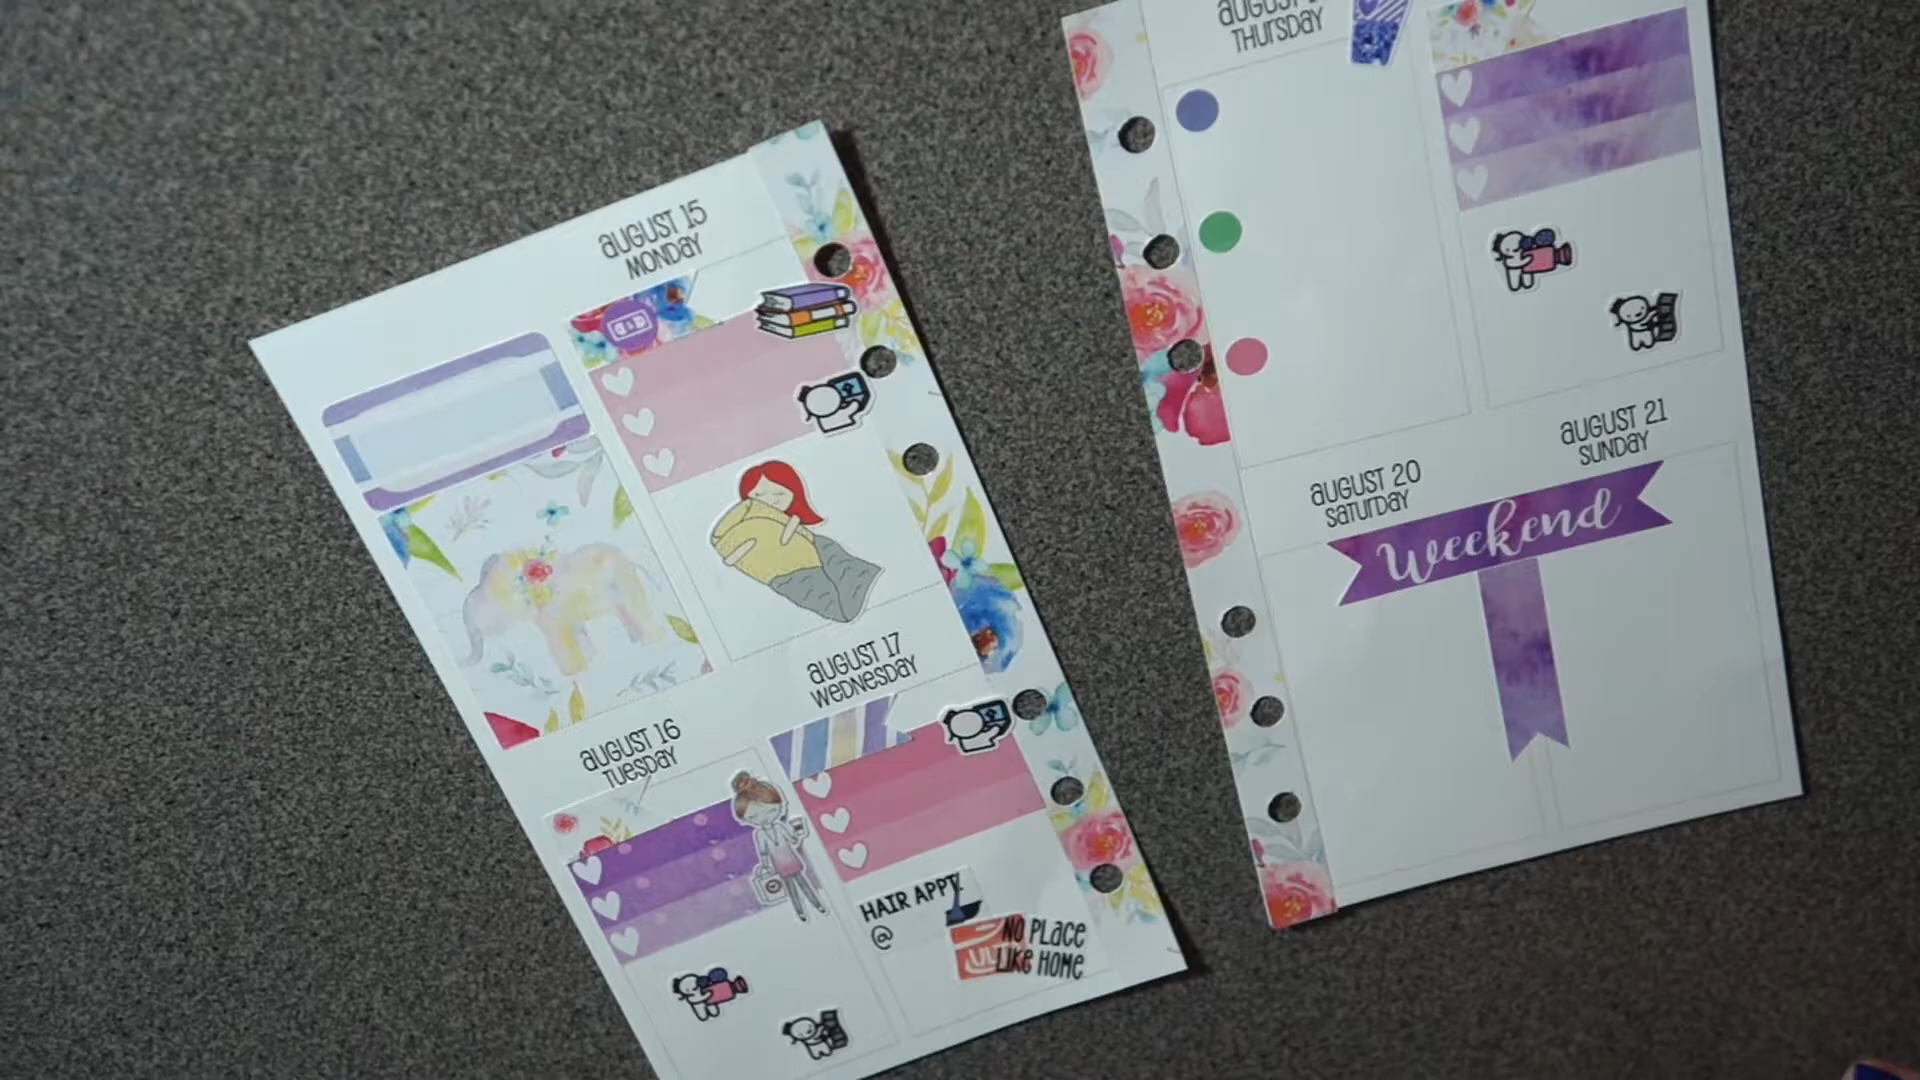 AUGUST 15
MONDAY
AUGUST 16
TUESDAY
AUGUST 17
WEDNESDAY
HAIR APPT.
@
NO PLACE
LIKE HOME
AUGUST
THURSDAY
AUGUST 20
SATURDAY
AUGUST 21
SUNDAY
Weekend